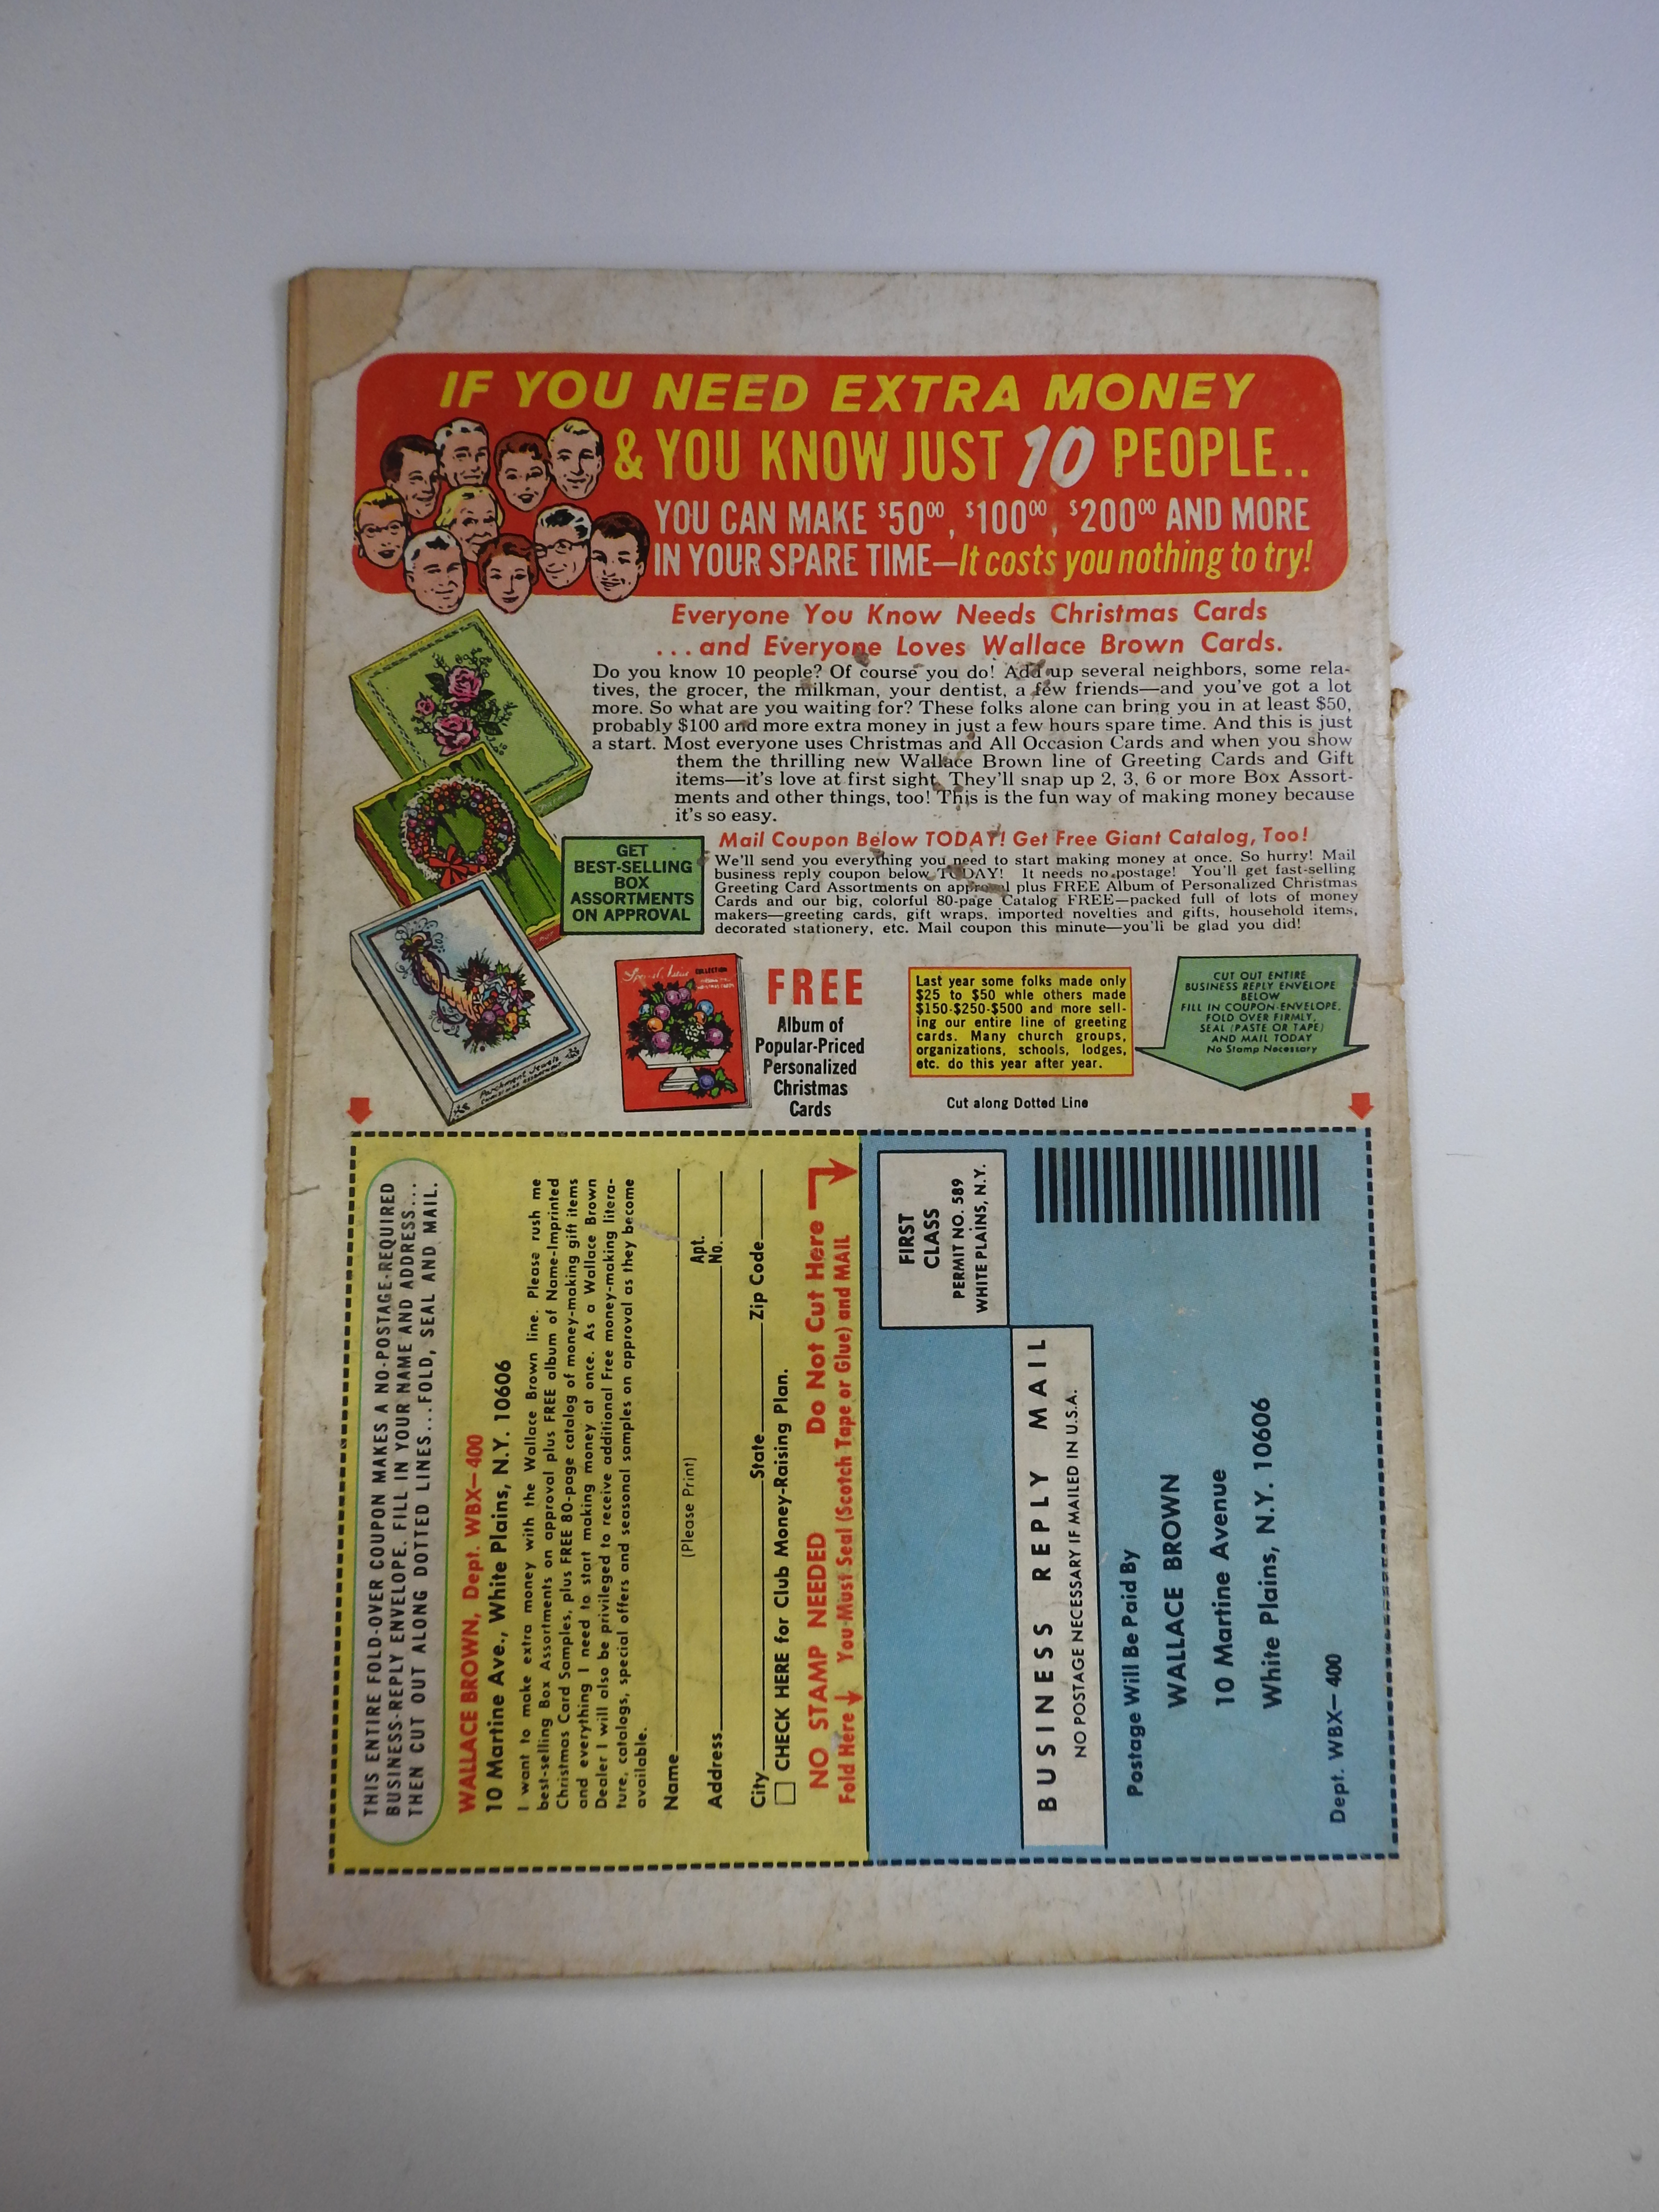 IF YOU NEED EXTRA MONEY
& YOU KNOW JUST 10 PEOPLE..
YOU CAN MAKE $50⁰⁰, $100⁰⁰, $200⁰⁰ AND MORE
IN YOUR SPARE TIME—It costs you nothing to try!
Everyone You Know Needs Christmas Cards
...and Everyone Loves Wallace Brown Cards.
Do you know 10 people? Of course you do! Add up several neighbors, some rela-
tives, the grocer, the milkman, your dentist, a few friends—and you've got a lot
more. So what are you waiting for? These folks alone can bring you in at least $50,
probably $100 and more extra money in just a few hours spare time. And this is just
a start. Most everyone uses Christmas and All Occasion Cards and when you show
them the thrilling new Wallace Brown line of Greeting Cards and Gift
items—it's love at first sight. They'll snap up 2, 3, 6 or more Box Assort-
ments and other things, too! This is the fun way of making money because
it's so easy.
GET
BEST-SELLING
BOX
ASSORTMENTS
ON APPROVAL
Mail Coupon Below TODAY! Get Free Giant Catalog, Too!
We'll send you everything you need to start making money at once. So hurry! Mail
business reply coupon below TODAY! It needs no postage! You'll get fast-selling
Greeting Card Assortments on approval plus FREE Album of Personalized Christmas
Cards and our big, colorful 80-page Catalog FREE—packed full of lots of money
makers—greeting cards, gift wraps, imported novelties and gifts, household items,
decorated stationery, etc. Mail coupon this minute—you'll be glad you did!
COLLECTION
FREE
Album of
Popular-Priced
Personalized
Christmas
Cards
Last year some folks made only
$25 to $50 whle others made
$150-$250-$500 and more sell-
ing our entire line of greeting
cards. Many church groups,
organizations, schools, lodges,
etc. do this year after year.
Cut along Dotted Line
CUT OUT ENTIRE
BUSINESS REPLY ENVELOPE
BELOW
FILL IN COUPON-ENVELOPE,
FOLD OVER FIRMLY,
SEAL (PASTE OR TAPE)
AND MAIL TODAY
No Stamp Necessary
THIS ENTIRE FOLD-OVER COUPON MAKES A NO-POSTAGE-REQUIRED
BUSINESS-REPLY ENVELOPE. FILL IN YOUR NAME AND ADDRESS...
THEN CUT OUT ALONG DOTTED LINES...FOLD, SEAL AND MAIL.
WALLACE BROWN, Dept. WBX—400
10 Martine Ave., White Plains, N.Y. 10606
I want to make extra money with the Wallace Brown line. Please rush me
best-selling Box Assortments on approval plus FREE album of Name-Imprinted
Christmas Card Samples, plus FREE 80-page catalog of money-making gift items
and everything I need to start making money at once. As a Wallace Brown
Dealer I will also be privileged to receive additional Free money-making litera-
ture, catalogs, special offers and seasonal samples on approval as they become
available.
Name
(Please Print)
Address Apt. No.
City State Zip Code
CHECK HERE for Club Money-Raising Plan.
NO STAMP NEEDED Do Not Cut Here
Fold Here You Must Seal (Scotch Tape or Glue) and MAIL
FIRST
CLASS
PERMIT NO. 589
WHITE PLAINS, N.Y.
BUSINESS REPLY MAIL
NO POSTAGE NECESSARY IF MAILED IN U.S.A.
Postage Will Be Paid By
WALLACE BROWN
10 Martine Avenue
White Plains, N.Y. 10606
Dept. WBX—400